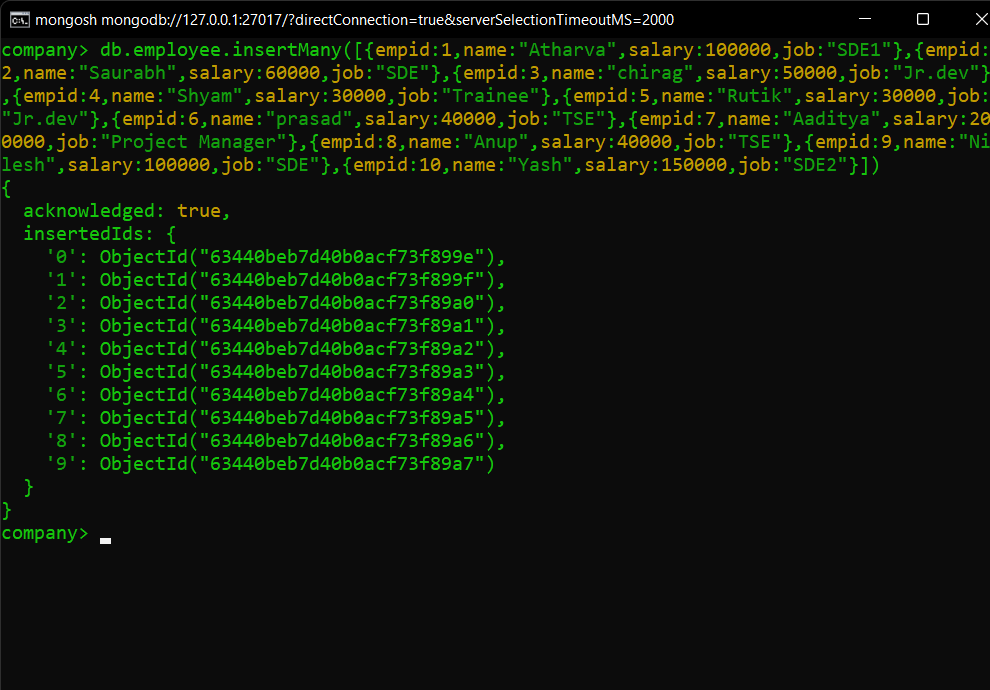 mongosh mongodb://127.0.0.1:27017/?directConnection=true&serverSelectionTimeoutMS=2000
company> db.employee.insertMany([{empid:1,name:"Atharva",salary:100000,job:"SDE1"},{empid:
2,name:"Saurabh",salary:60000,job:"SDE"},{empid:3,name:"chirag",salary:50000,job:"Jr.dev"}
,{empid:4,name:"Shyam",salary:30000,job:"Trainee"},{empid:5,name:"Rutik",salary:30000,job:
"Jr.dev"},{empid:6,name:"prasad",salary:40000,job:"TSE"},{empid:7,name:"Aaditya",salary:20
0000,job:"Project Manager"},{empid:8,name:"Anup",salary:40000,job:"TSE"},{empid:9,name:"Ni
lesh",salary:100000,job:"SDE"},{empid:10,name:"Yash",salary:150000,job:"SDE2"}])
{
  acknowledged: true,
  insertedIds: {
    '0': ObjectId("63440beb7d40b0acf73f899e"),
    '1': ObjectId("63440beb7d40b0acf73f899f"),
    '2': ObjectId("63440beb7d40b0acf73f89a0"),
    '3': ObjectId("63440beb7d40b0acf73f89a1"),
    '4': ObjectId("63440beb7d40b0acf73f89a2"),
    '5': ObjectId("63440beb7d40b0acf73f89a3"),
    '6': ObjectId("63440beb7d40b0acf73f89a4"),
    '7': ObjectId("63440beb7d40b0acf73f89a5"),
    '8': ObjectId("63440beb7d40b0acf73f89a6"),
    '9': ObjectId("63440beb7d40b0acf73f89a7")
  }
}
company>